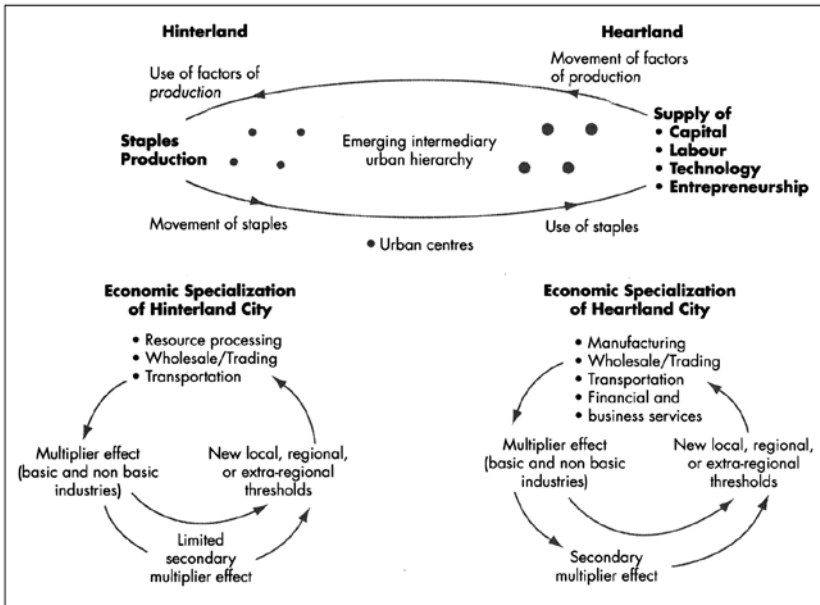 Hinterland
Heartland
Use of factors of
production
Movement of factors
of production
Staples
Production
Emerging intermediary
urban hierarchy
Supply of
• Capital
• Labour
• Technology
• Entrepreneurship
Movement of staples
Use of staples
• Urban centres
Economic Specialization
of Hinterland City
• Resource processing
• Wholesale/Trading
• Transportation
Multiplier effect
(basic and non basic
industries)
New local, regional,
or extra-regional
thresholds
Limited
secondary
multiplier effect
Economic Specialization
of Heartland City
• Manufacturing
• Wholesale/Trading
• Transportation
• Financial and
• business services
Multiplier effect
(basic and non basic
industries)
New local, regional,
or extra-regional
thresholds
Secondary
multiplier effect